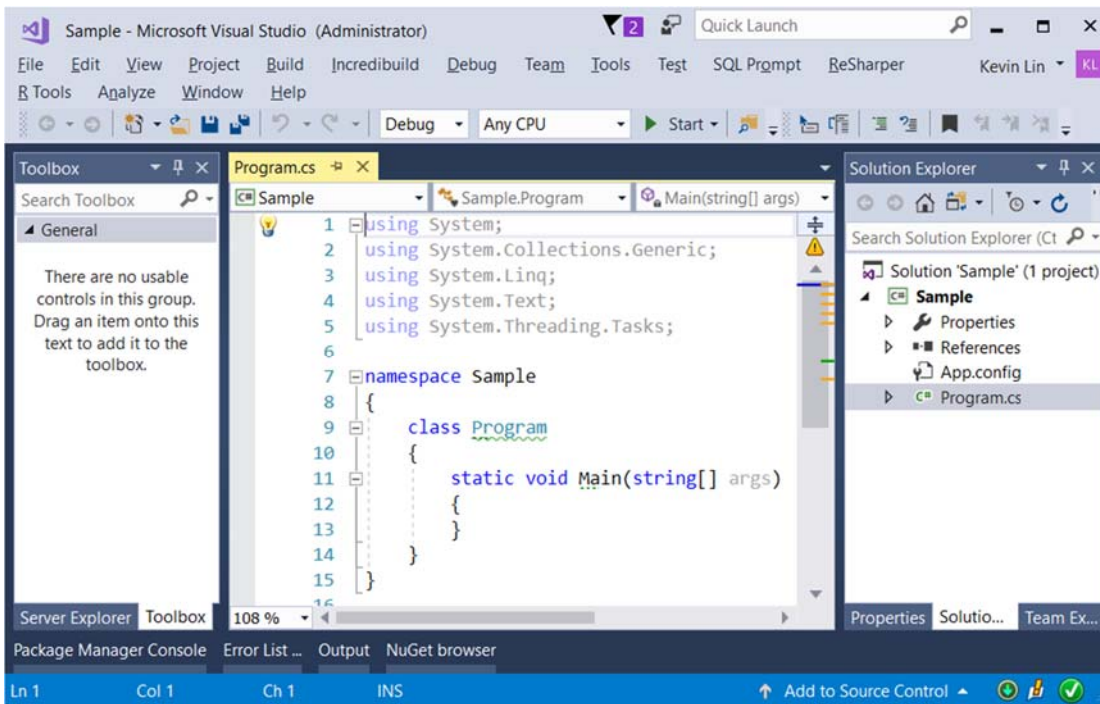 Sample - Microsoft Visual Studio (Administrator)
2
Quick Launch
File Edit View Project Build Incredibuild Debug Team Tools Test SQL Prompt ReSharper
Kevin Lin KL
R Tools Analyze Window Help
Debug Any CPU Start
Toolbox
Search Toolbox
General
There are no usable
controls in this group.
Drag an item onto this
text to add it to the
toolbox.
Server Explorer Toolbox
Program.cs
C# Sample Sample.Program Main(string[] args)
1 using System;
2 using System.Collections.Generic;
3 using System.Linq;
4 using System.Text;
5 using System.Threading.Tasks;
6
7 namespace Sample
8 {
9 class Program
10 {
11 static void Main(string[] args)
12 {
13 }
14 }
15 }
16
108 %
Solution Explorer
Search Solution Explorer (Ct
Solution 'Sample' (1 project)
C# Sample
Properties
References
App.config
C# Program.cs
Properties Solutio... Team Ex...
Package Manager Console Error List ... Output NuGet browser
Ln 1 Col 1 Ch 1 INS Add to Source Control